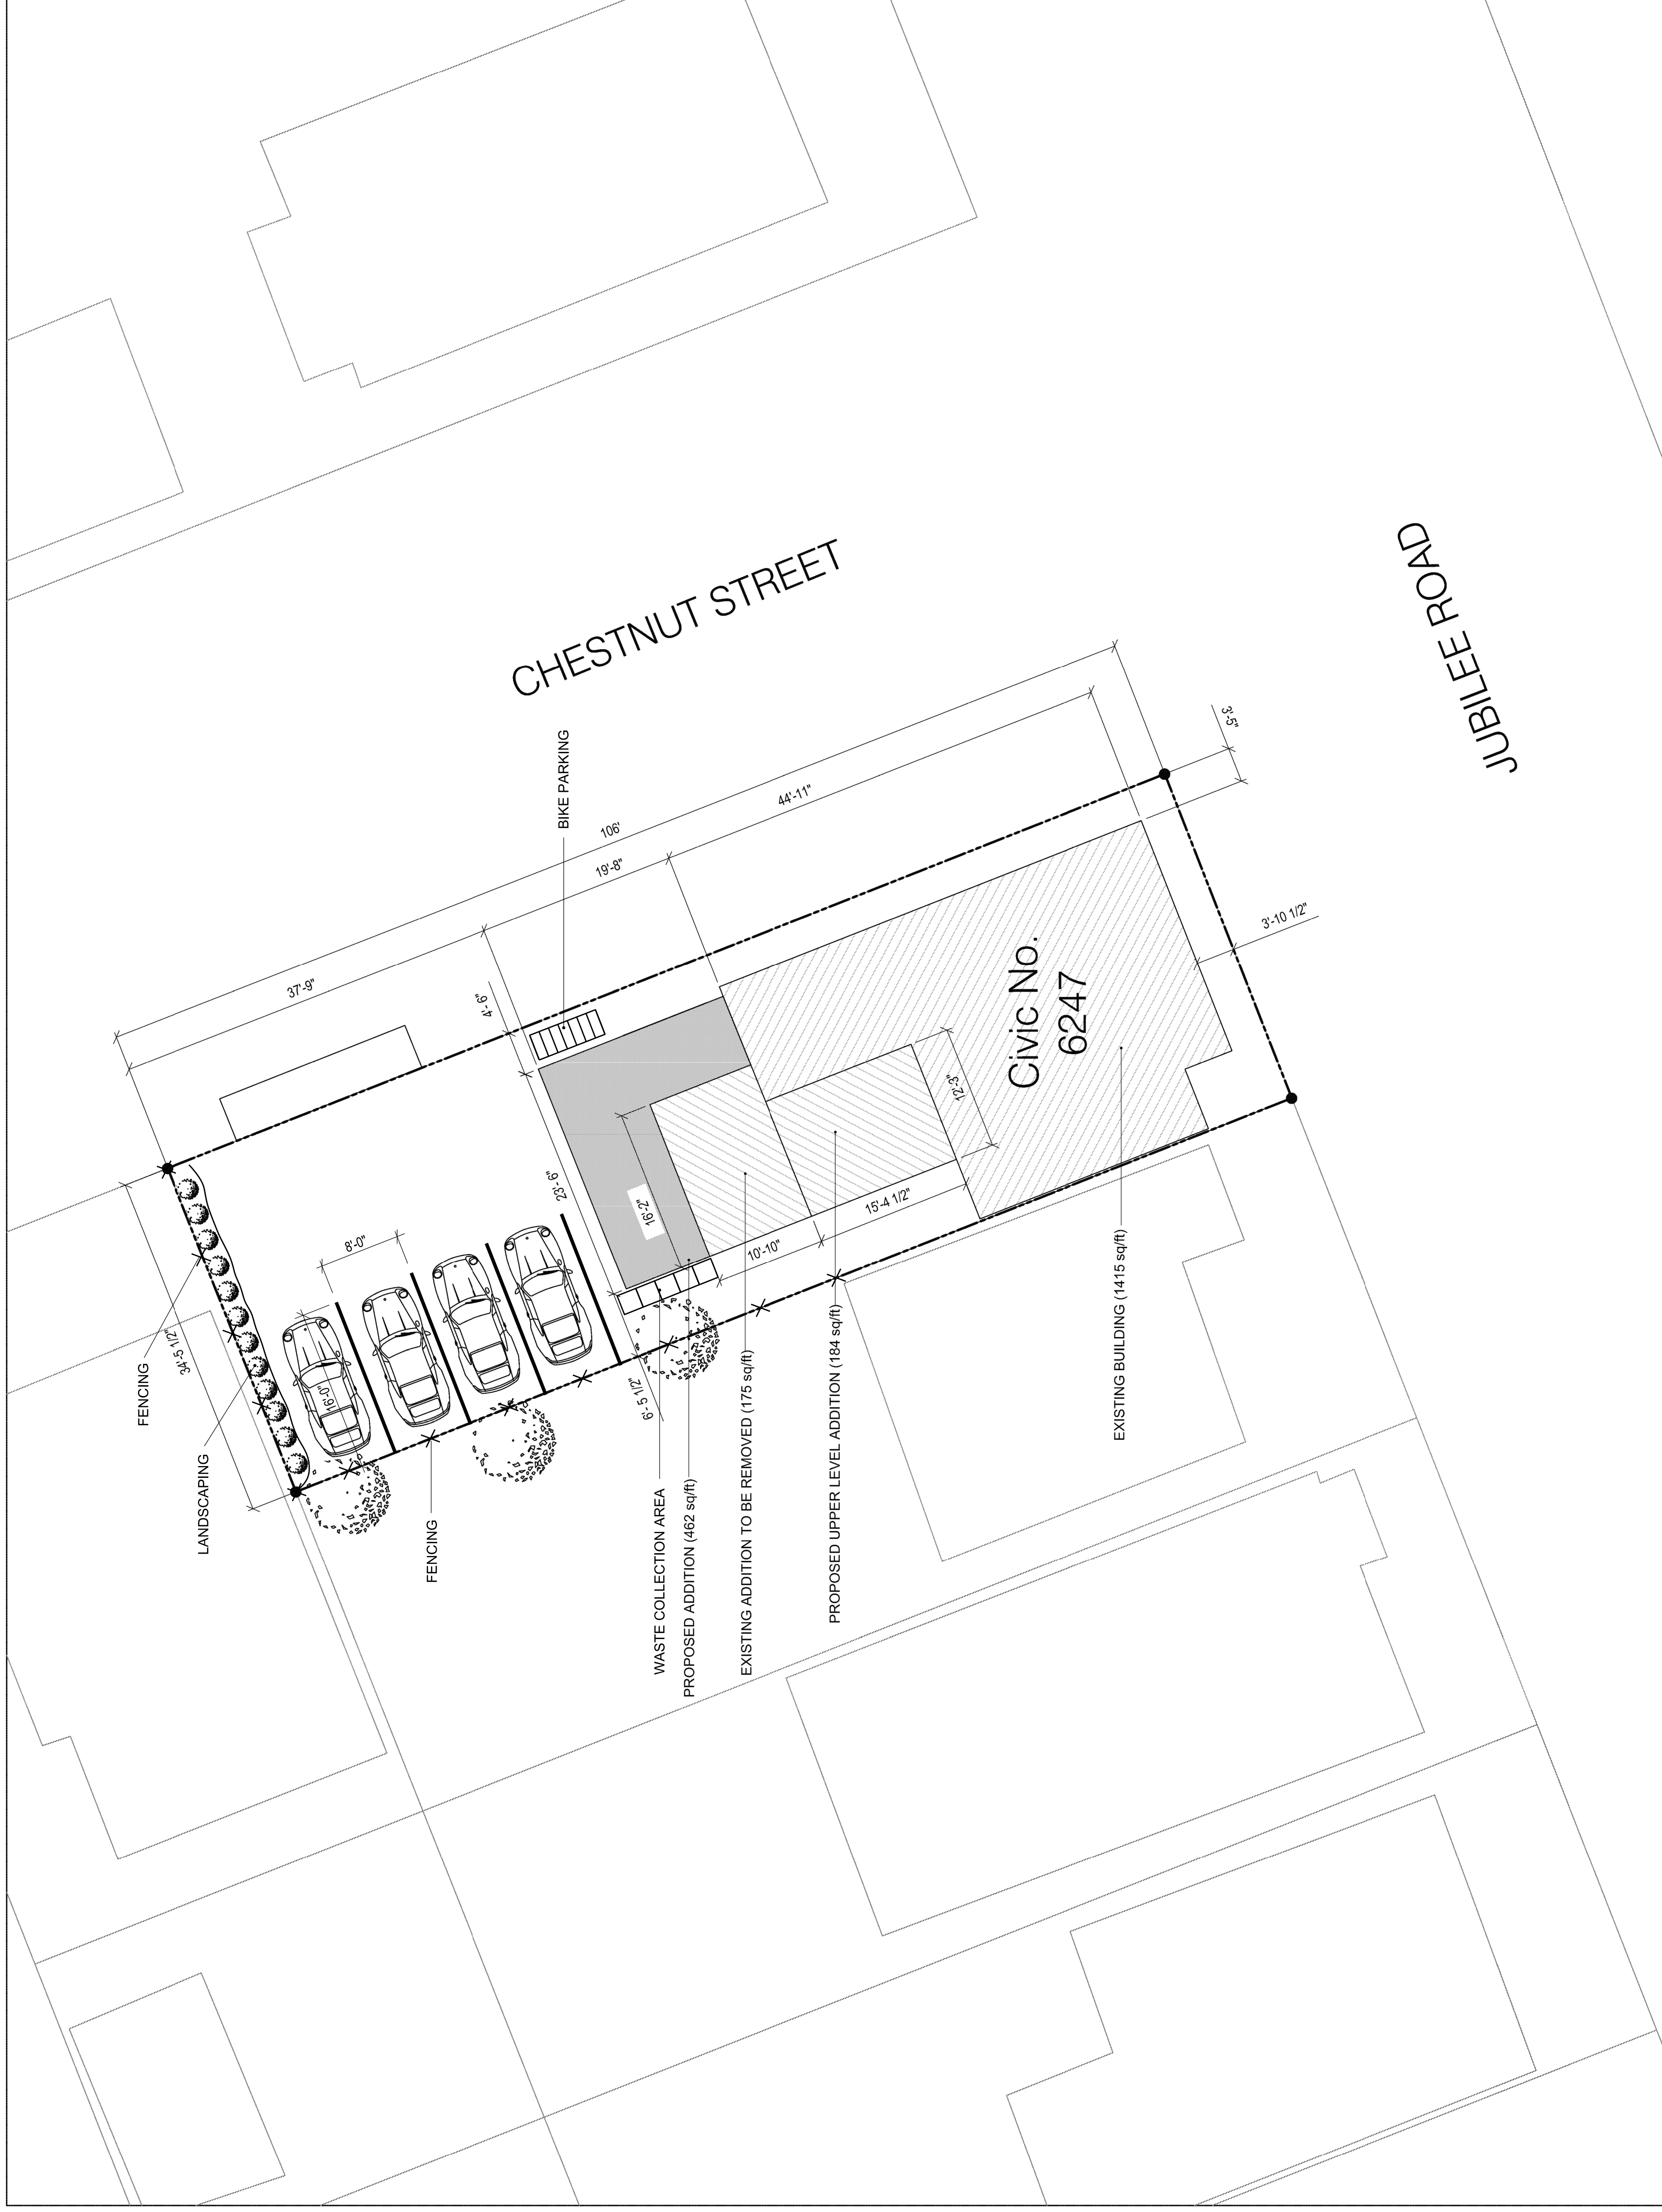 CHESTNUT STREET
JUBILEE ROAD
BIKE PARKING
106'
44'-11"
19'-8"
37'-9"
3'-5"
3'-10 1/2"
4'-6"
Civic No.
6247
12'-3"
15'-4 1/2"
10'-10"
16'-2"
23'-6"
8'-0"
16'-0"
34'-5 1/2"
6'-5 1/2"
FENCING
LANDSCAPING
FENCING
WASTE COLLECTION AREA
PROPOSED ADDITION (462 sq/ft)
EXISTING ADDITION TO BE REMOVED (175 sq/ft)
PROPOSED UPPER LEVEL ADDITION (184 sq/ft)
EXISTING BUILDING (1415 sq/ft)